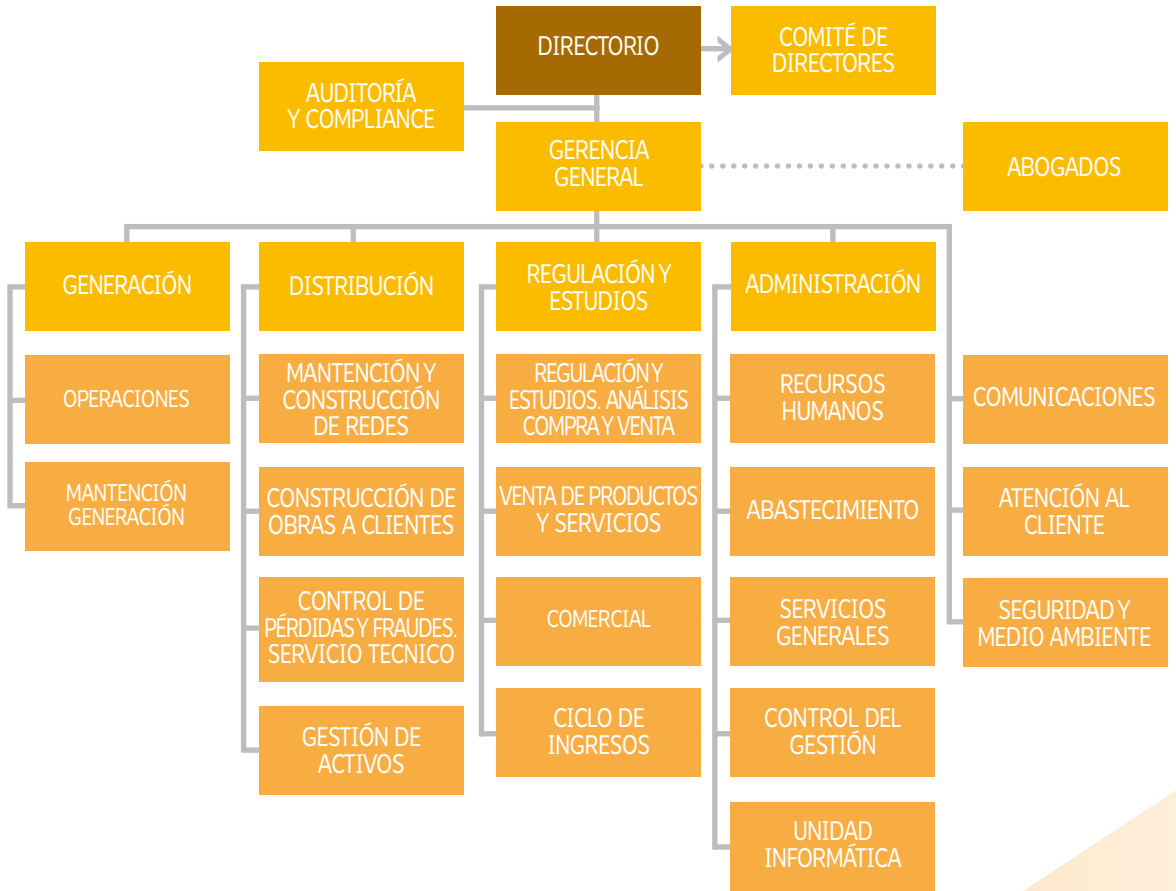 DIRECTORIO
COMITÉ DE
DIRECTORES
AUDITORÍA
Y COMPLIANCE
GERENCIA
GENERAL
ABOGADOS
GENERACIÓN
OPERACIONES
MANTENCIÓN
GENERACIÓN
DISTRIBUCIÓN
MANTENCIÓN Y
CONSTRUCCIÓN
DE REDES
CONSTRUCCIÓN DE
OBRAS A CLIENTES
CONTROL DE
PÉRDIDAS Y FRAUDES.
SERVICIO TECNICO
GESTIÓN DE
ACTIVOS
REGULACIÓN Y
ESTUDIOS
REGULACIÓN Y
ESTUDIOS. ANÁLISIS
COMPRA Y VENTA
VENTA DE PRODUCTOS
Y SERVICIOS
COMERCIAL
CICLO DE
INGRESOS
ADMINISTRACIÓN
RECURSOS
HUMANOS
ABASTECIMIENTO
SERVICIOS
GENERALES
CONTROL DEL
GESTIÓN
UNIDAD
INFORMÁTICA
COMUNICACIONES
ATENCIÓN AL
CLIENTE
SEGURIDAD Y
MEDIO AMBIENTE